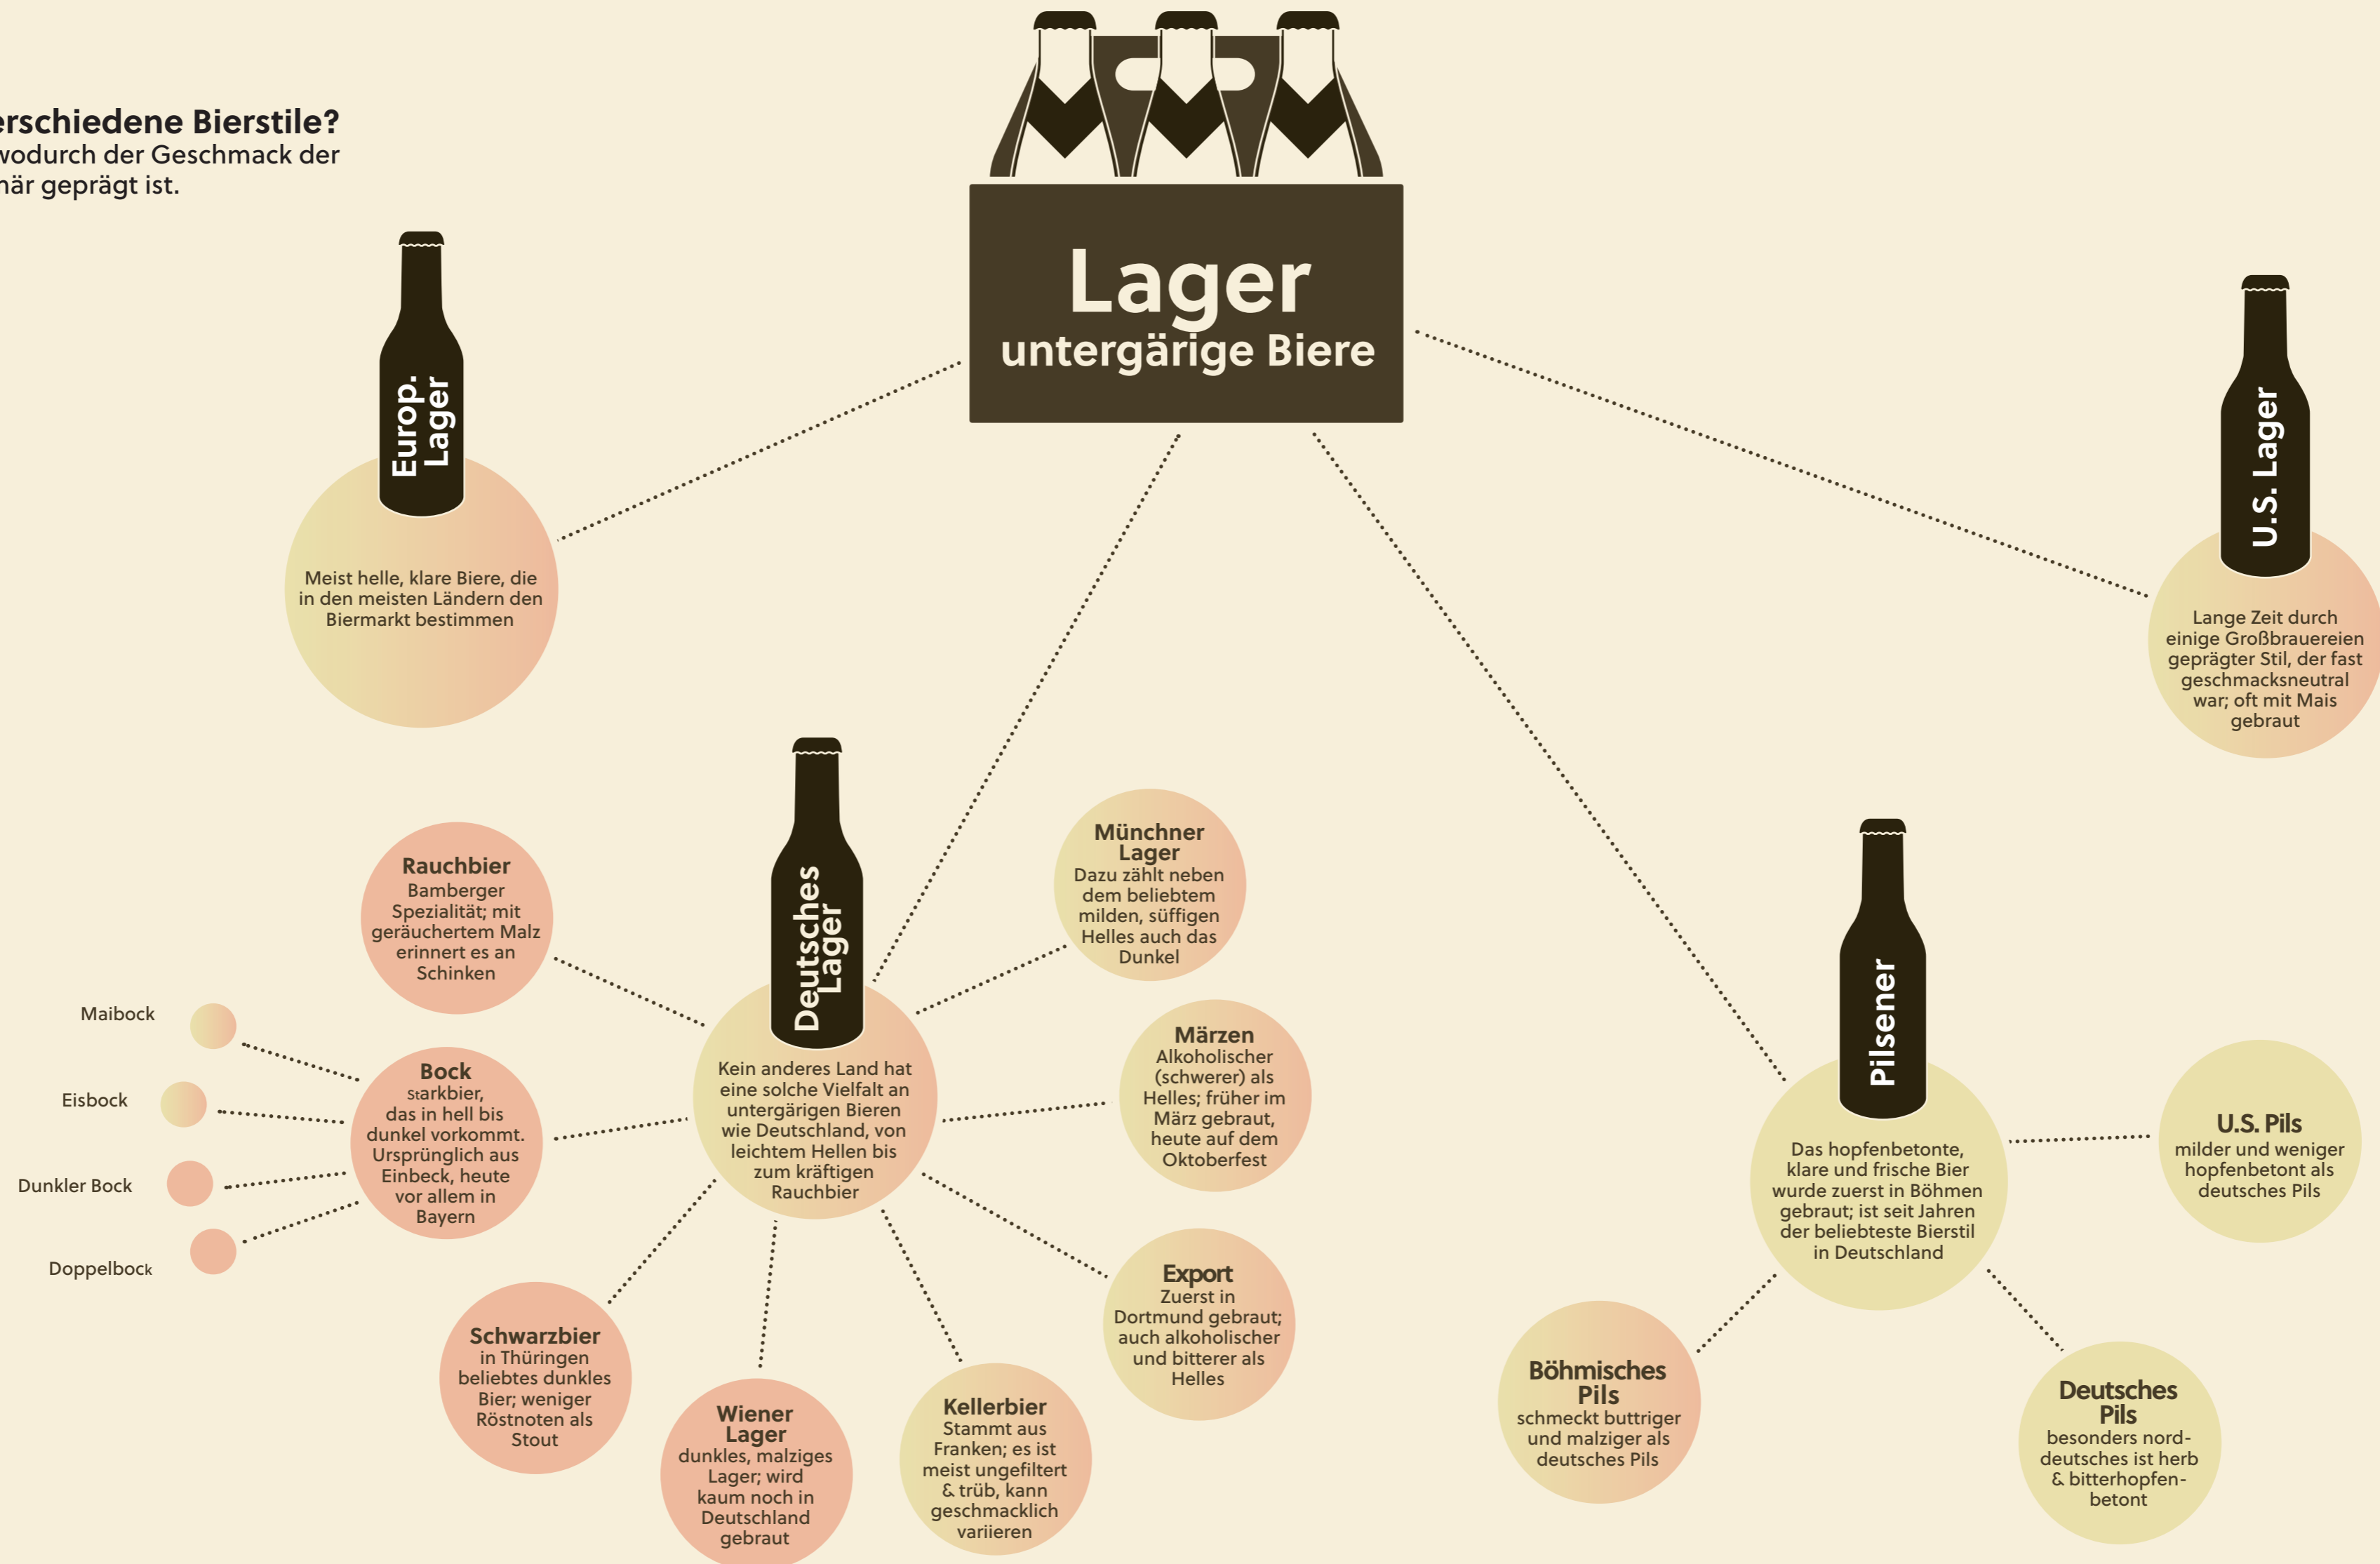 erschiedene Bierstile?
wodurch der Geschmack der
när geprägt ist.
Lager
untergärige Biere
Europ.
Lager
Meist helle, klare Biere, die
in den meisten Ländern den
Biermarkt bestimmen
U.S. Lager
Lange Zeit durch
einige Großbrauereien
geprägter Stil, der fast
geschmacksneutral
war; oft mit Mais
gebraut
Deutsches
Lager
Kein anderes Land hat
eine solche Vielfalt an
untergärigen Bieren
wie Deutschland, von
leichtem Hellen bis
zum kräftigen
Rauchbier
Rauchbier
Bamberger
Spezialität; mit
geräuchertem Malz
erinnert es an
Schinken
Bock
Starkbier,
das in hell bis
dunkel vorkommt.
Ursprünglich aus
Einbeck, heute
vor allem in
Bayern
Maibock
Eisbock
Dunkler Bock
Doppelbock
Schwarzbier
in Thüringen
beliebtes dunkles
Bier; weniger
Röstnoten als
Stout
Wiener
Lager
dunkles, malziges
Lager; wird
kaum noch in
Deutschland
gebraut
Kellerbier
Stammt aus
Franken; es ist
meist ungefiltert
& trüb, kann
geschmacklich
variieren
Export
Zuerst in
Dortmund gebraut;
auch alkoholischer
und bitterer als
Helles
Märzen
Alkoholischer
(schwerer) als
Helles; früher im
März gebraut,
heute auf dem
Oktoberfest
Münchner
Lager
Dazu zählt neben
dem beliebtem
milden, süffigen
Helles auch das
Dunkel
Pilsener
Das hopfenbetonte,
klare und frische Bier
wurde zuerst in Böhmen
gebraut; ist seit Jahren
der beliebteste Bierstil
in Deutschland
U.S. Pils
milder und weniger
hopfenbetont als
deutsches Pils
Böhmisches
Pils
schmeckt buttriger
und malziger als
deutsches Pils
Deutsches
Pils
besonders nord-
deutsches ist herb
& bitterhopfen-
betont